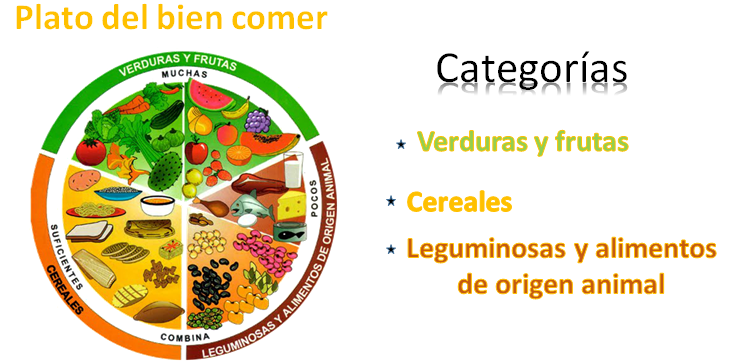 Plato del bien comer
VERDURAS Y FRUTAS
MUCHAS
Categorías
Verduras y frutas
Cereales
Leguminosas y alimentos
de origen animal
POCOS
LEGUMINOSAS Y ALIMENTOS DE ORIGEN ANIMAL
SUFICIENTES
CEREALES
COMBINA